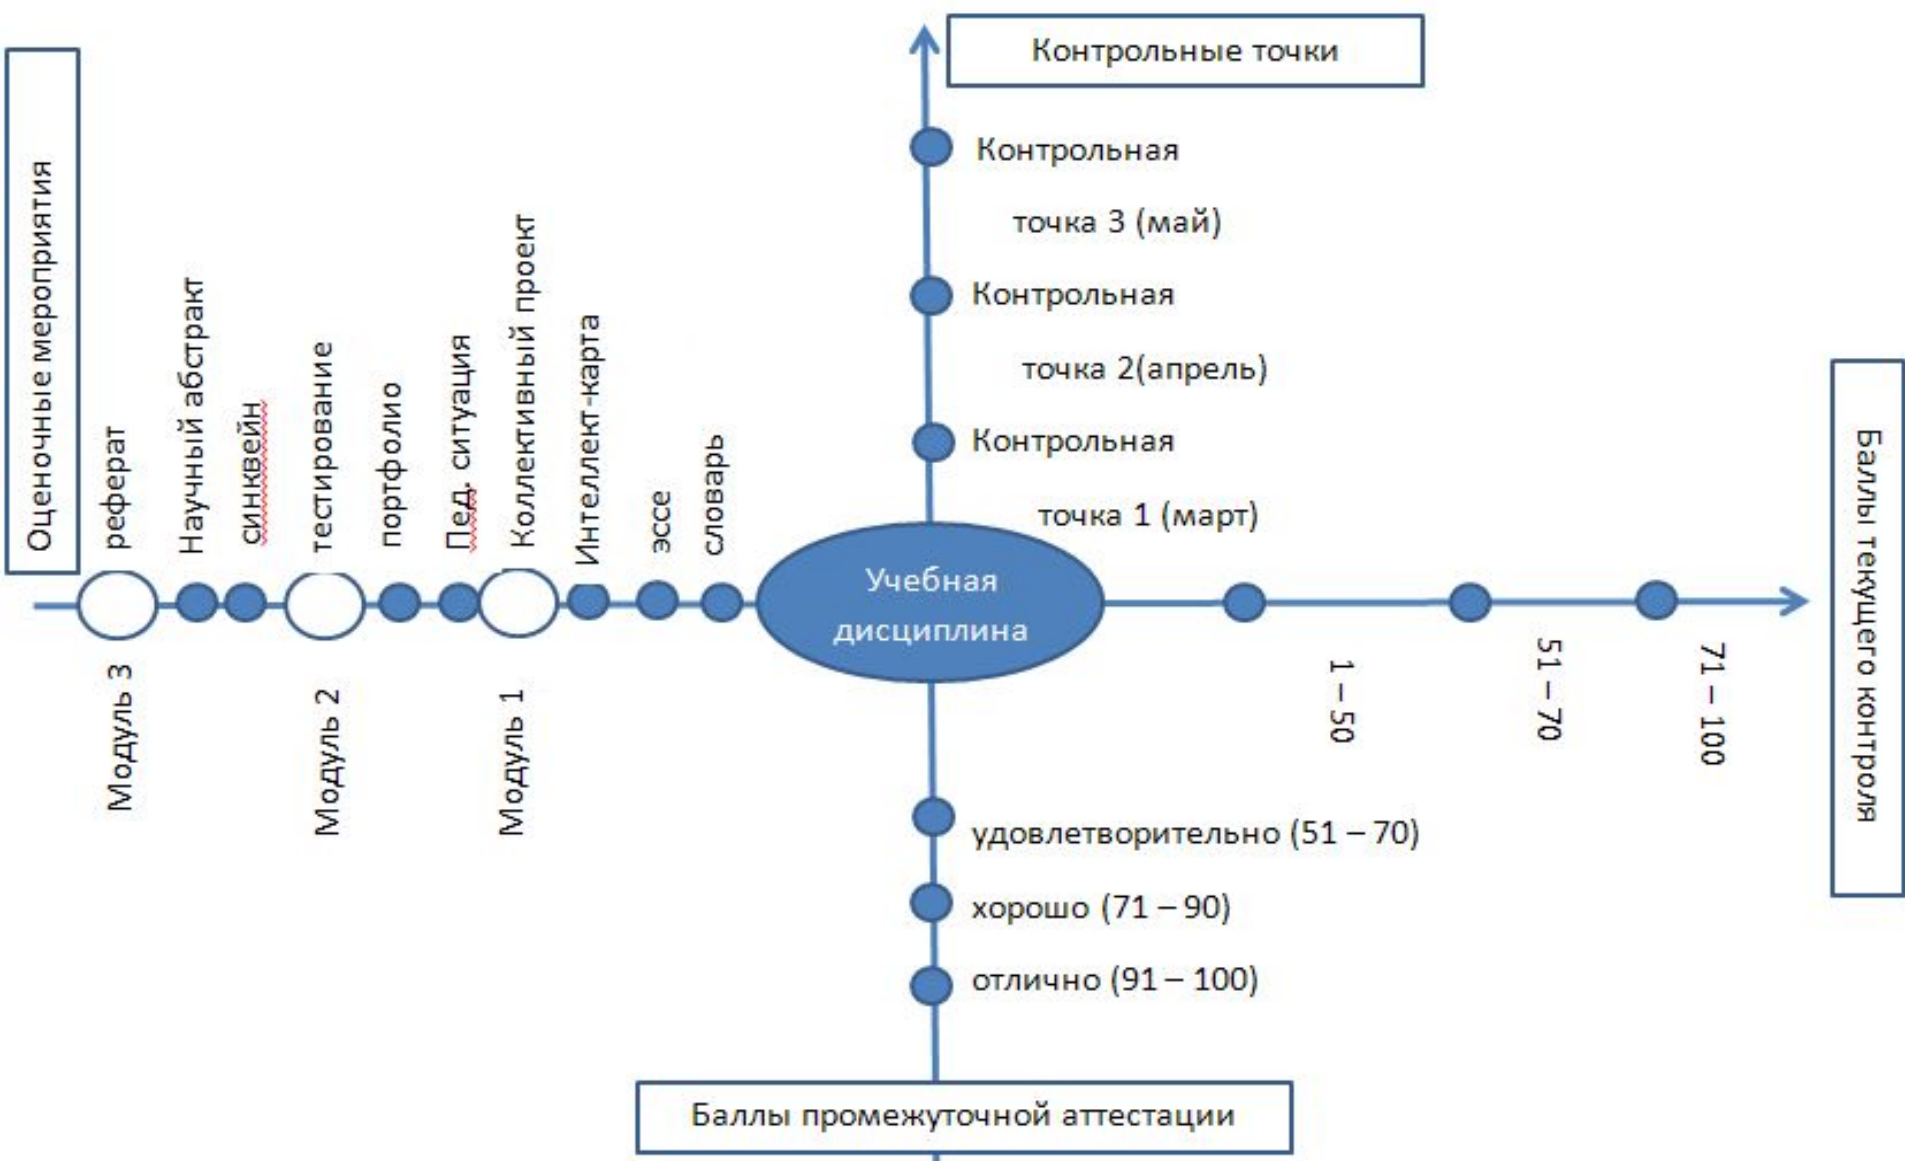 Контрольные точки
Контрольная
точка 3 (май)
Контрольная
точка 2(апрель)
Контрольная
точка 1 (март)
Оценочные мероприятия
реферат
Научный абстракт
синквейн
тестирование
портфолио
Пед. ситуация
Коллективный проект
Интеллект-карта
эссе
словарь
Учебная
дисциплина
Модуль 3
Модуль 2
Модуль 1
1 – 50
51 – 70
71 – 100
Баллы текущего контроля
удовлетворительно (51 – 70)
хорошо (71 – 90)
отлично (91 – 100)
Баллы промежуточной аттестации